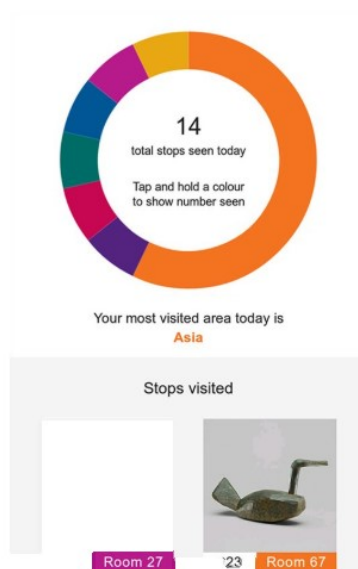 14
total stops seen today
Tap and hold a colour
to show number seen
Your most visited area today is
Asia
Stops visited
Room 27
23
Room 67